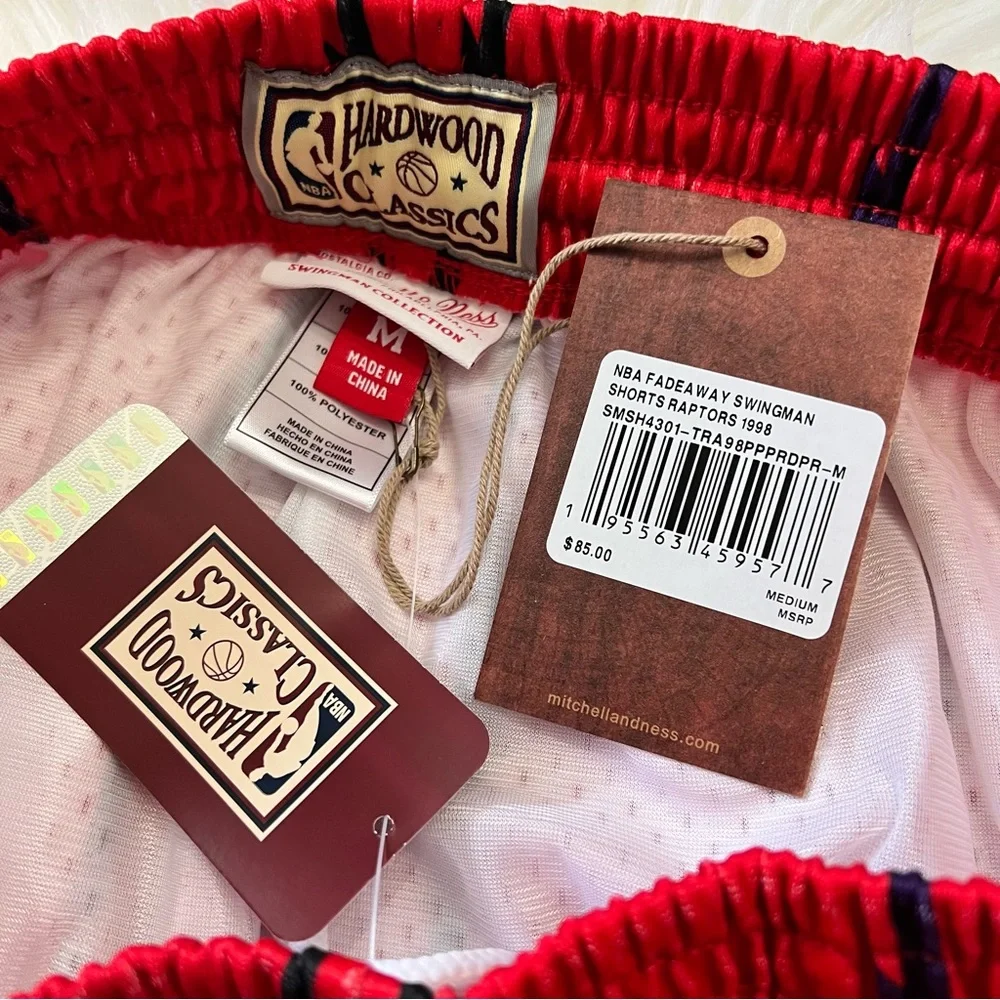 HARDWOOD
CLASSICS
NBA
SWINGMAN COLLECTION
M
MADE IN
CHINA
100% POLYESTER
MADE IN CHINA
HECHO EN CHINA
FABRIQUE EN CHINE
NBA FADEAWAY SWINGMAN
SHORTS RAPTORS 1998
SMSH4301-TRA98PPPRDPR-M
1 95563 45957 7
$85.00
MEDIUM
MSRP
mitchellandness.com
HARDWOOD
CLASSICS
NBA